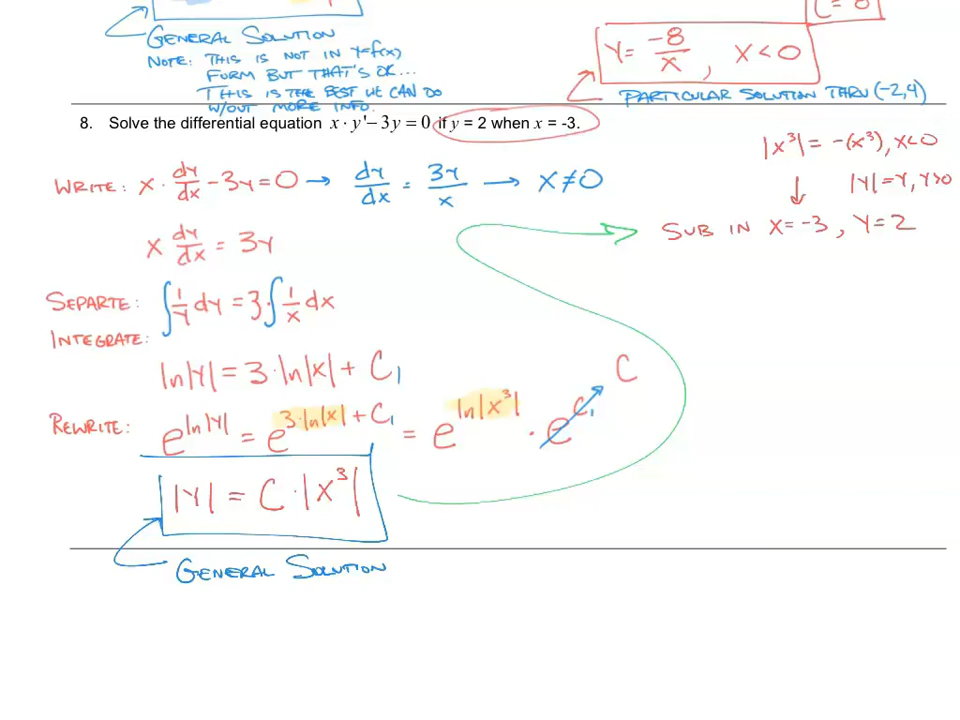 C = 8
GENERAL SOLUTION
NOTE: THIS IS NOT IN Y=f(x)
FORM BUT THAT'S OK...
THIS IS THE BEST WE CAN DO
W/OUT MORE INFO.
Y = -8/X , X<0
PARTICULAR SOLUTION THRU (-2,4)
8. Solve the differential equation x · y' − 3y = 0 if y = 2 when x = -3.
|X³| = -(X³), X<0
|Y| = Y, Y>0
SUB IN X=-3, Y=2
WRITE: X · dy/dx - 3Y = 0 → dy/dx = 3Y/X → X≠0
X dy/dx = 3Y
SEPARTE: ∫ 1/Y dy = 3·∫ 1/X dx
INTEGRATE:
ln|Y| = 3·ln|X| + C₁
C
REWRITE: e^(ln|Y|) = e^(3·ln|X| + C₁) = e^(ln|X³|) · e^(C₁)
|Y| = C·|X³|
GENERAL SOLUTION